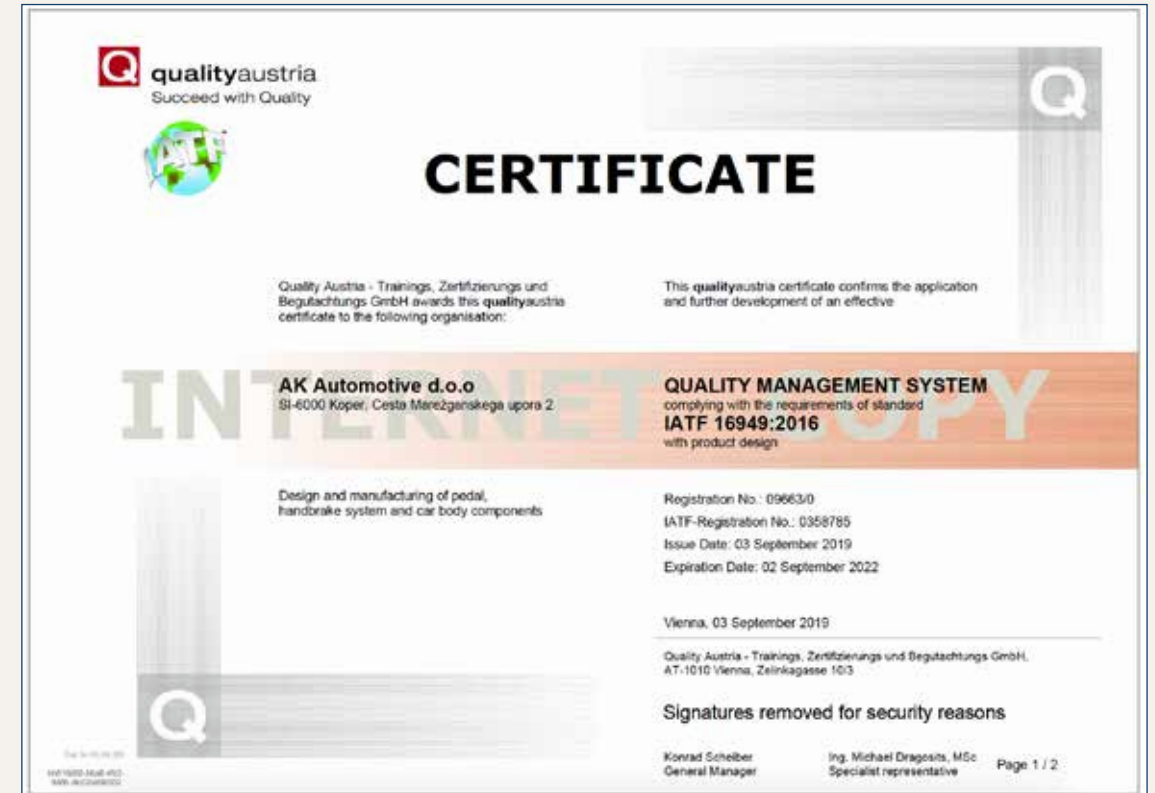 Q qualityaustria
Succeed with Quality
IATF
Q
CERTIFICATE
Quality Austria - Trainings, Zertifizierungs und
Begutachtungs GmbH awards this qualityaustria
certificate to the following organisation:
This qualityaustria certificate confirms the application
and further development of an effective
INTERNET COPY
AK Automotive d.o.o
SI-6000 Koper, Cesta Marežganskega upora 2
QUALITY MANAGEMENT SYSTEM
complying with the requirements of standard
IATF 16949:2016
with product design
Design and manufacturing of pedal,
handbrake system and car body components
Registration No.: 09663/0
IATF-Registration No.: 0358785
Issue Date: 03 September 2019
Expiration Date: 02 September 2022
Vienna, 03 September 2019
Quality Austria - Trainings, Zertifizierungs und Begutachtungs GmbH,
AT-1010 Vienna, Zelinkagasse 10/3
Q
Signatures removed for security reasons
Konrad Scheiber
General Manager
Ing. Michael Dragosits, MSc
Specialist representative
Page 1 / 2